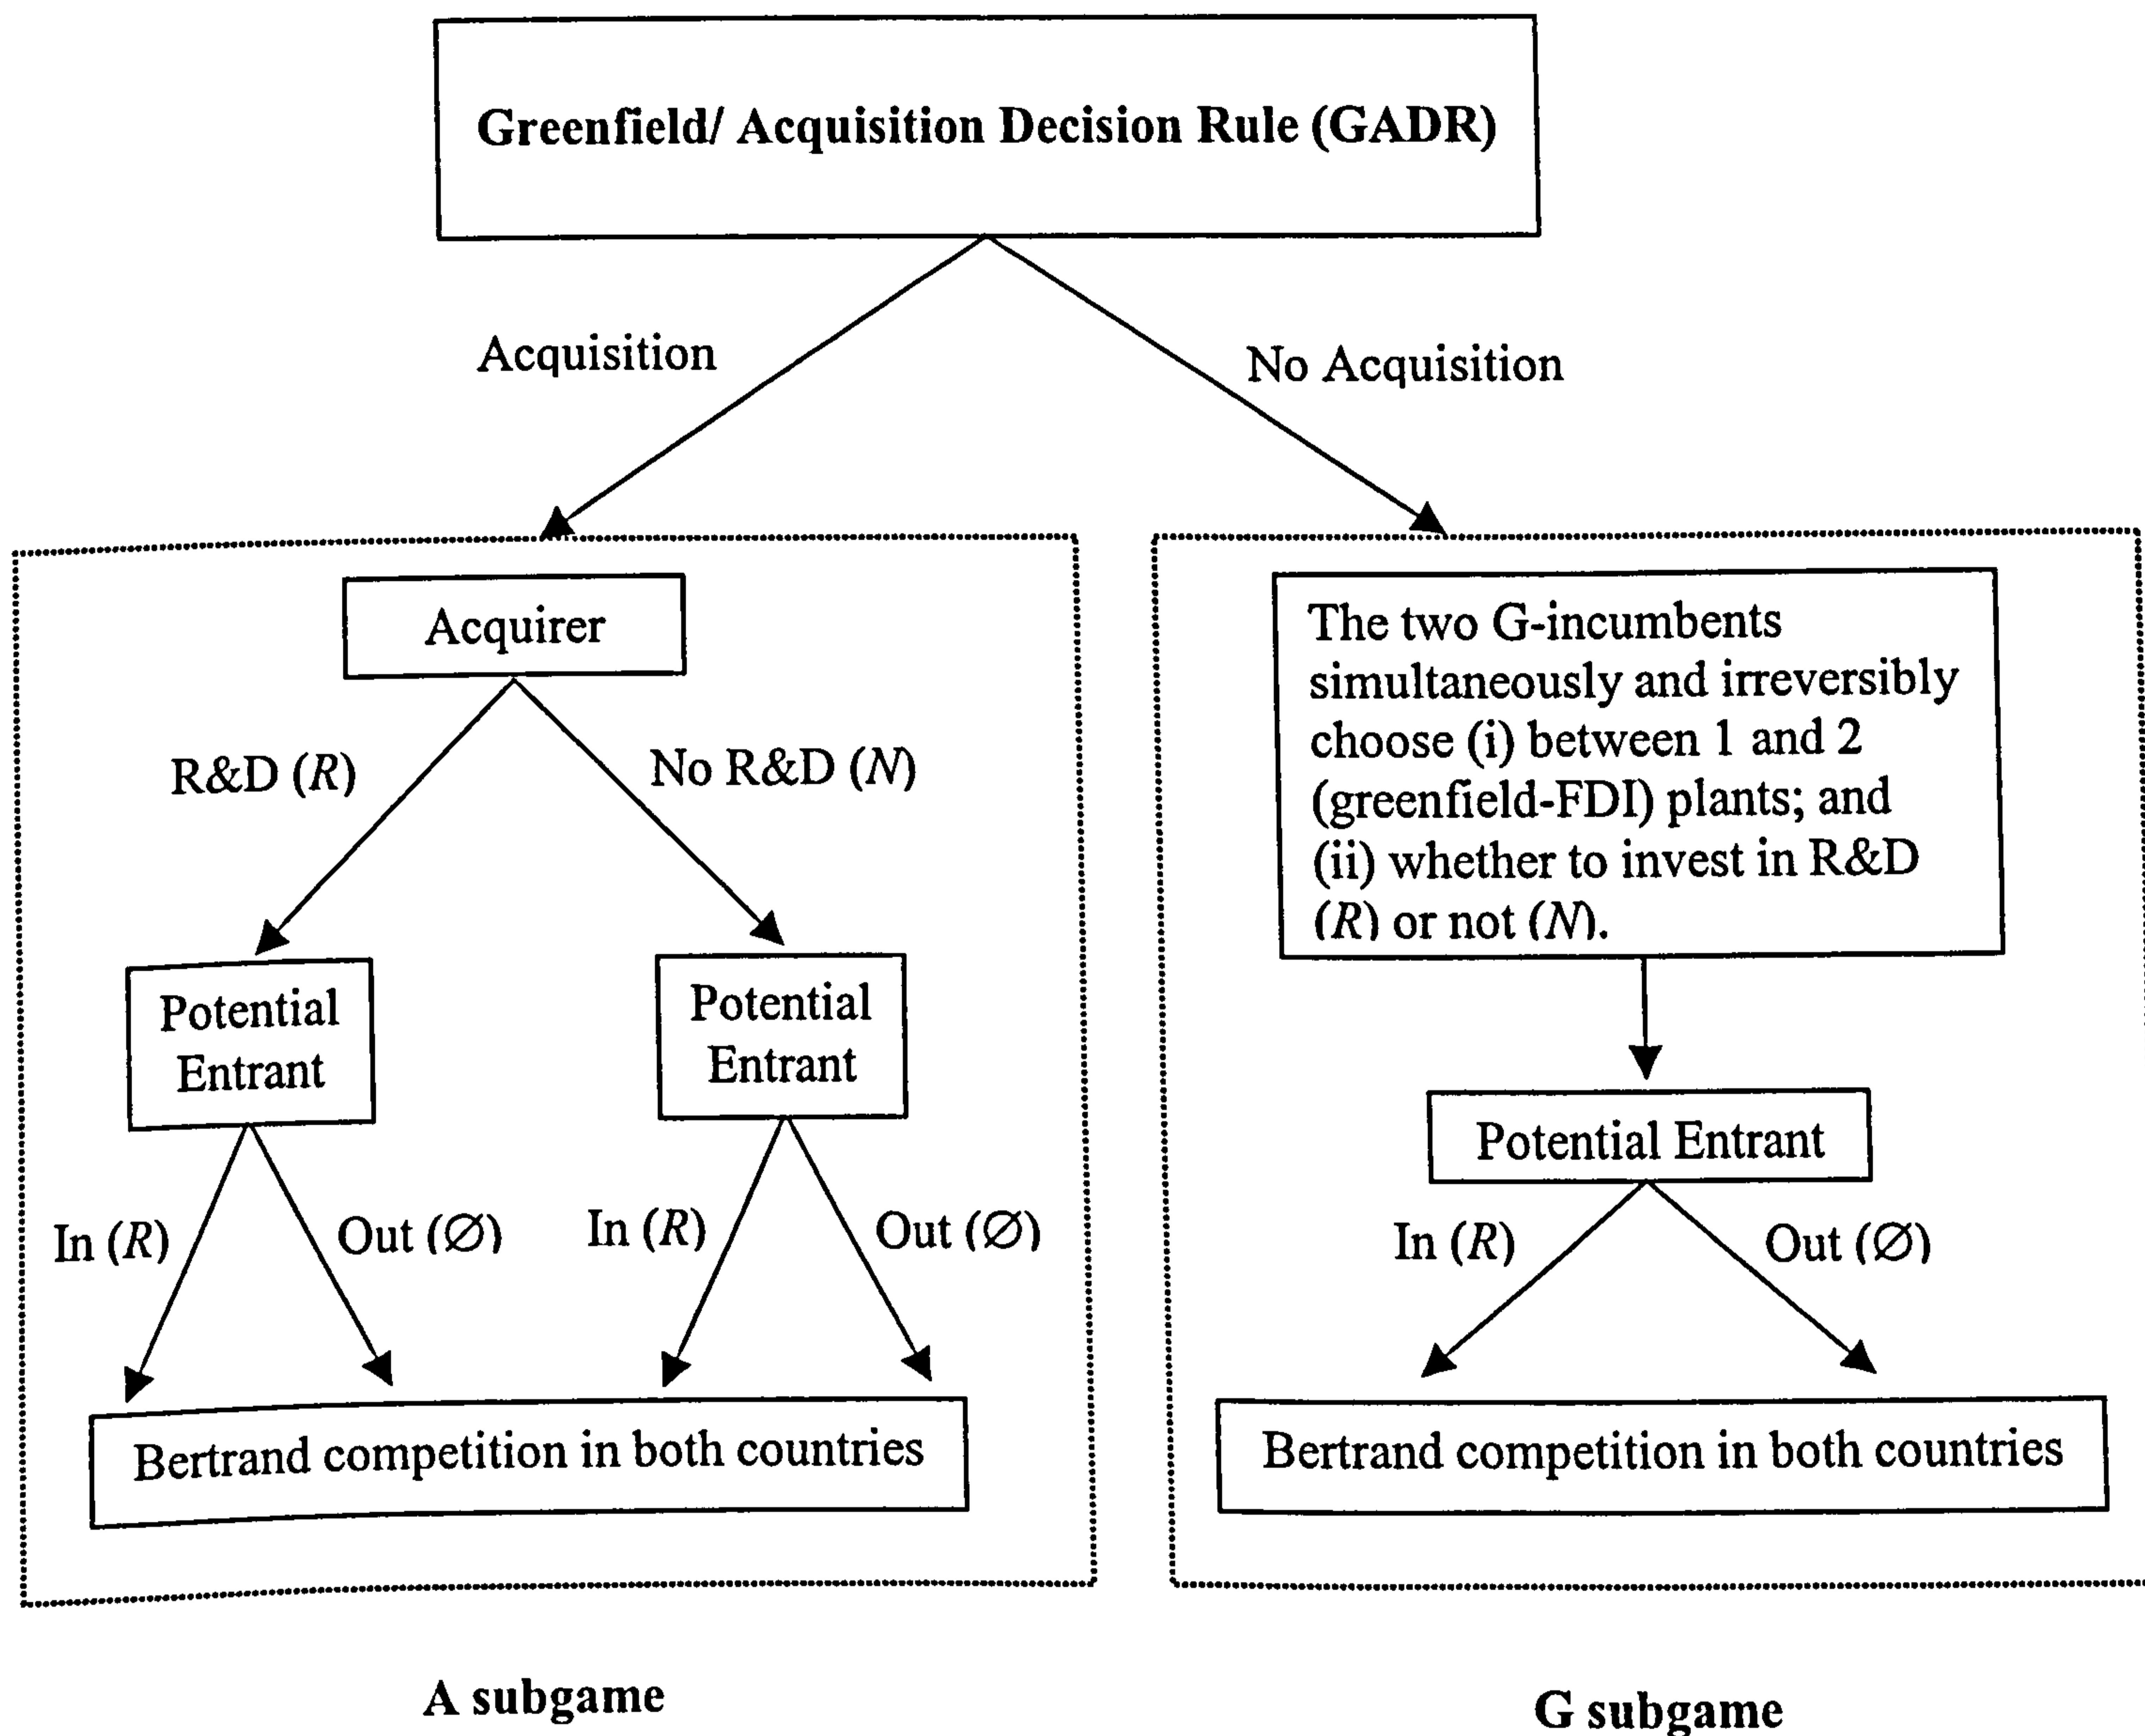 Greenfield/ Acquisition Decision Rule (GADR)
Acquisition
No Acquisition
Acquirer
R&D (R)
No R&D (N)
Potential
Entrant
Potential
Entrant
In (R)
Out (∅)
In (R)
Out (∅)
Bertrand competition in both countries
A subgame
The two G-incumbents
simultaneously and irreversibly
choose (i) between 1 and 2
(greenfield-FDI) plants; and
(ii) whether to invest in R&D
(R) or not (N).
Potential Entrant
In (R)
Out (∅)
Bertrand competition in both countries
G subgame